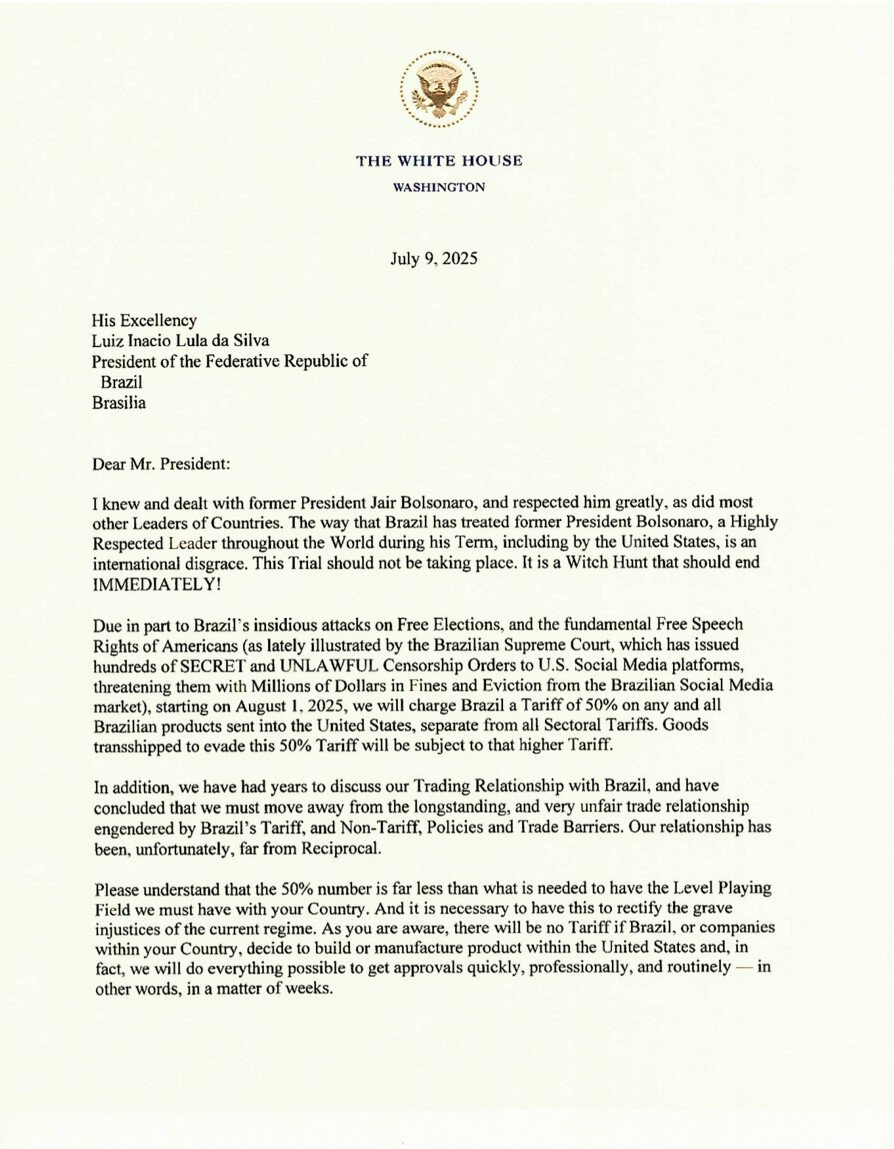 THE WHITE HOUSE
WASHINGTON
July 9, 2025
His Excellency
Luiz Inacio Lula da Silva
President of the Federative Republic of
Brazil
Brasilia
Dear Mr. President:
I knew and dealt with former President Jair Bolsonaro, and respected him greatly, as did most
other Leaders of Countries. The way that Brazil has treated former President Bolsonaro, a Highly
Respected Leader throughout the World during his Term, including by the United States, is an
international disgrace. This Trial should not be taking place. It is a Witch Hunt that should end
IMMEDIATELY!
Due in part to Brazil's insidious attacks on Free Elections, and the fundamental Free Speech
Rights of Americans (as lately illustrated by the Brazilian Supreme Court, which has issued
hundreds of SECRET and UNLAWFUL Censorship Orders to U.S. Social Media platforms,
threatening them with Millions of Dollars in Fines and Eviction from the Brazilian Social Media
market), starting on August 1, 2025, we will charge Brazil a Tariff of 50% on any and all
Brazilian products sent into the United States, separate from all Sectoral Tariffs. Goods
transshipped to evade this 50% Tariff will be subject to that higher Tariff.
In addition, we have had years to discuss our Trading Relationship with Brazil, and have
concluded that we must move away from the longstanding, and very unfair trade relationship
engendered by Brazil's Tariff, and Non-Tariff, Policies and Trade Barriers. Our relationship has
been, unfortunately, far from Reciprocal.
Please understand that the 50% number is far less than what is needed to have the Level Playing
Field we must have with your Country. And it is necessary to have this to rectify the grave
injustices of the current regime. As you are aware, there will be no Tariff if Brazil, or companies
within your Country, decide to build or manufacture product within the United States and, in
fact, we will do everything possible to get approvals quickly, professionally, and routinely — in
other words, in a matter of weeks.